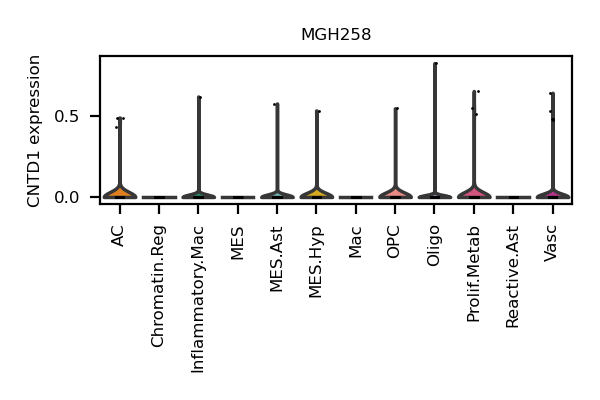 MGH258
CNTD1 expression
0.5
0.0
AC
Chromatin.Reg
Inflammatory.Mac
MES
MES.Ast
MES.Hyp
Mac
OPC
Oligo
Prolif.Metab
Reactive.Ast
Vasc